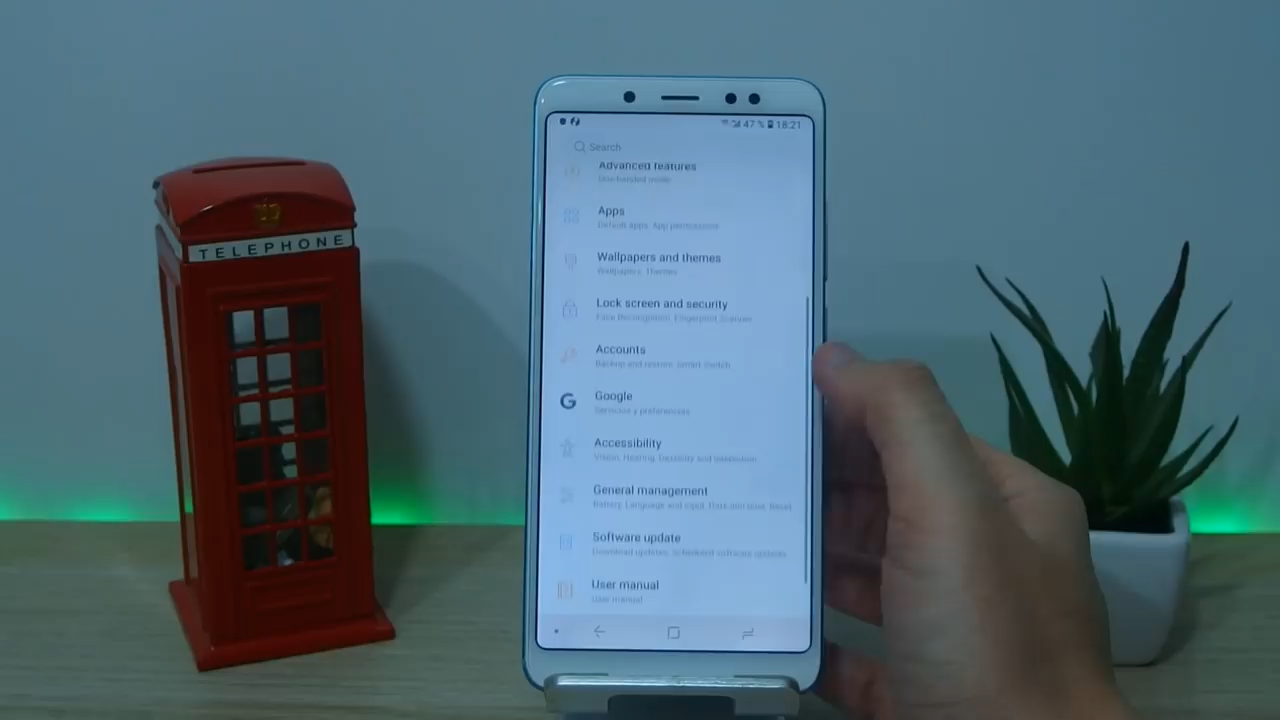 TELEPHONE
47 % 18:21
Search
Advanced features
One-handed mode
Apps
Default apps, App permissions
Wallpapers and themes
Wallpapers, Themes
Lock screen and security
Face Recognition, Fingerprint Scanner
Accounts
Backup and restore, Smart Switch
Google
Servicios y preferencias
Accessibility
Vision, Hearing, Dexterity and interaction
General management
Battery, Language and input, Date and time, Reset
Software update
Download updates, Scheduled software updates
User manual
User manual